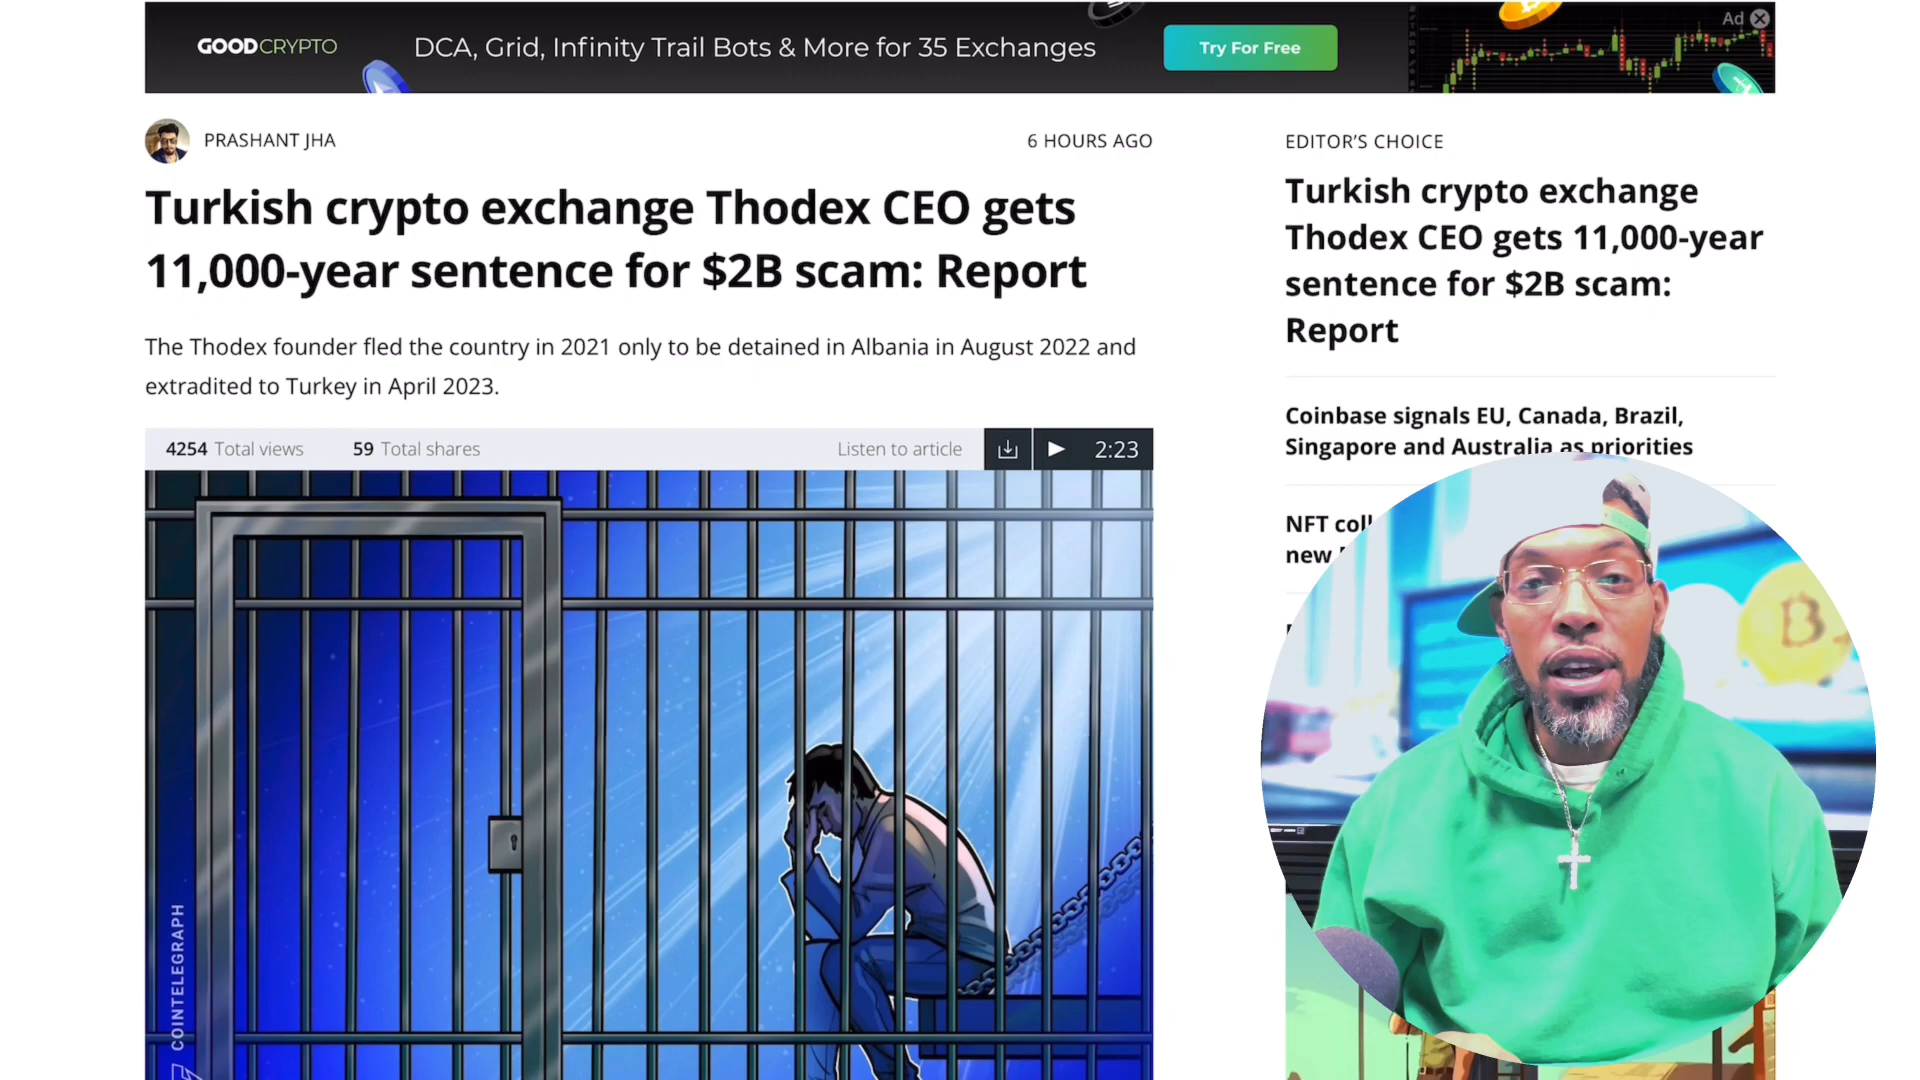 GOODCRYPTO
DCA, Grid, Infinity Trail Bots & More for 35 Exchanges
Try For Free
Ad
PRASHANT JHA
6 HOURS AGO
Turkish crypto exchange Thodex CEO gets
11,000-year sentence for $2B scam: Report
The Thodex founder fled the country in 2021 only to be detained in Albania in August 2022 and
extradited to Turkey in April 2023.
4254 Total views
59 Total shares
Listen to article
2:23
COINTELEGRAPH
EDITOR’S CHOICE
Turkish crypto exchange
Thodex CEO gets 11,000-year
sentence for $2B scam:
Report
Coinbase signals EU, Canada, Brazil,
Singapore and Australia as priorities
NFT
new